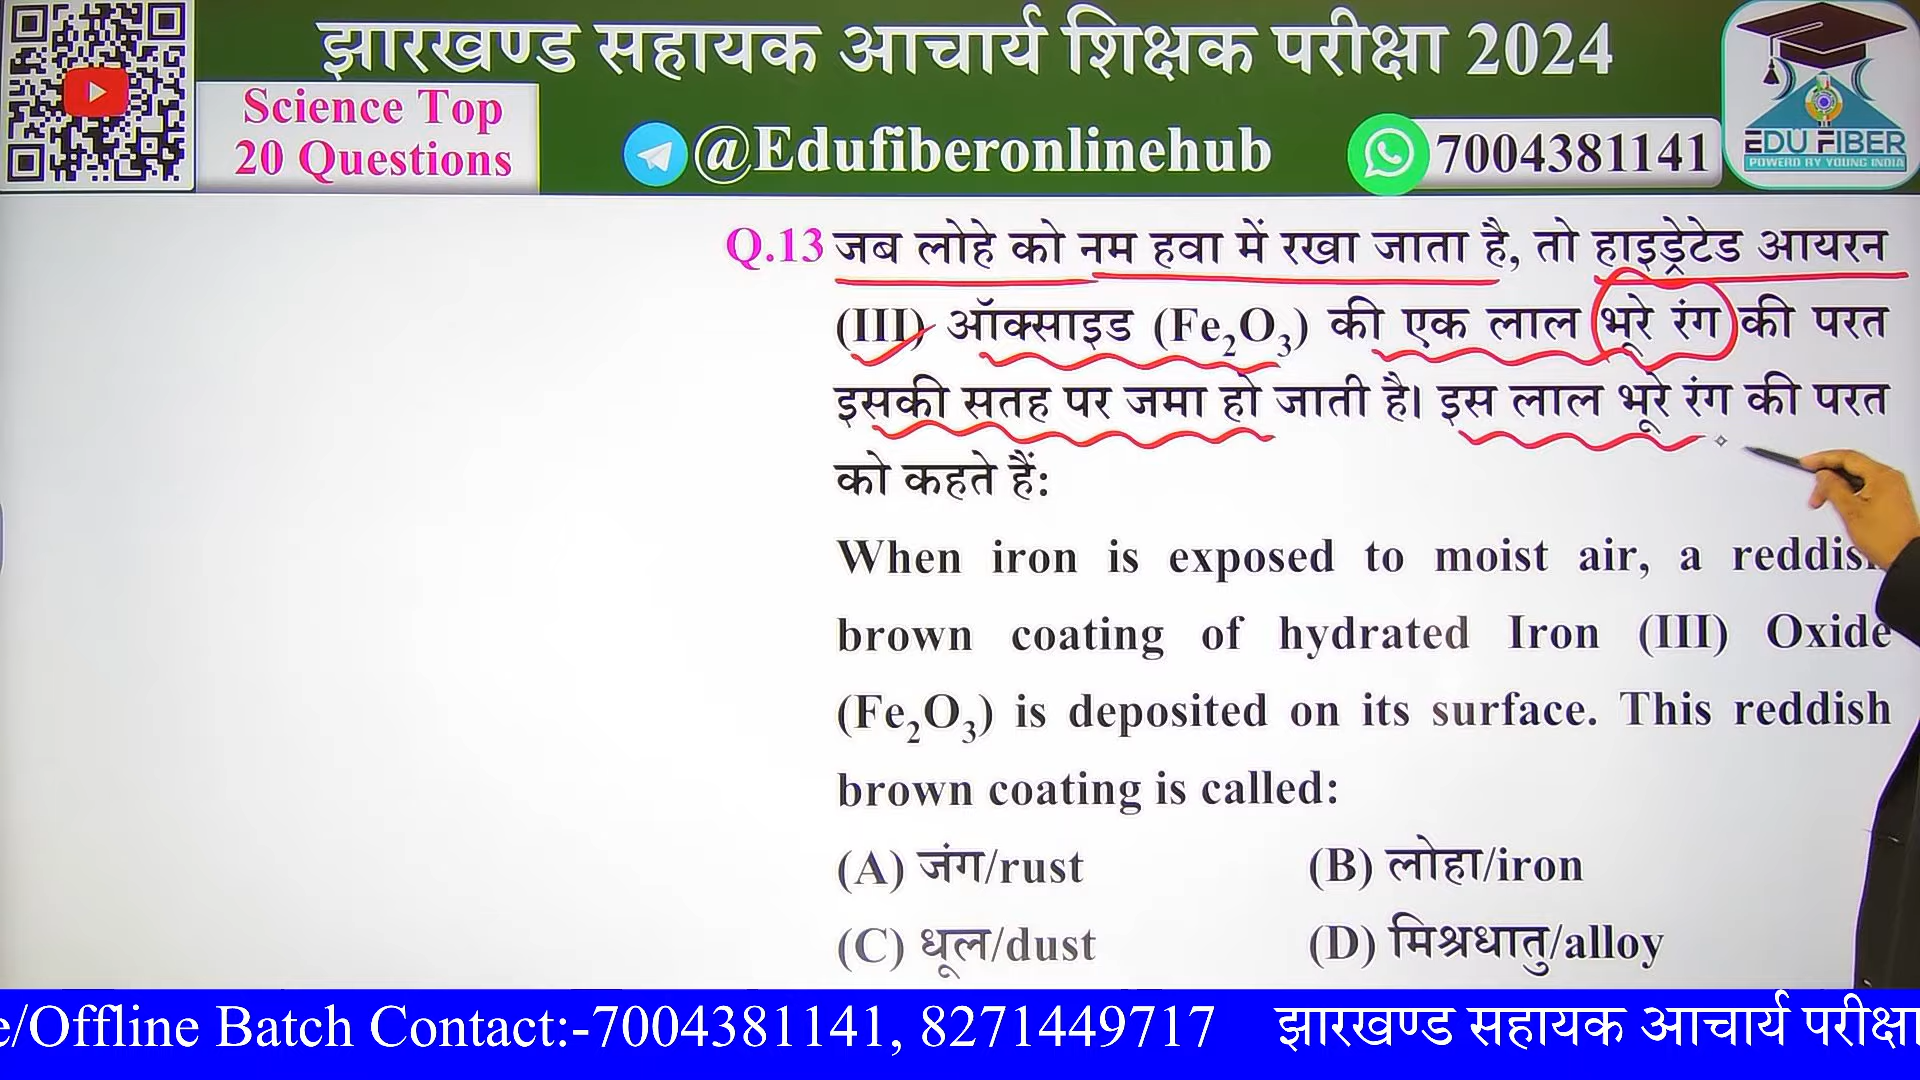 झारखण्ड सहायक आचार्य शिक्षक परीक्षा 2024
Science Top
20 Questions
@Edufiberonlinehub
7004381141
EDU FIBER
POWERD BY YOUNG INDIA
Q.13 जब लोहे को नम हवा में रखा जाता है, तो हाइड्रेटेड आयरन
(III) ऑक्साइड (Fe₂O₃) की एक लाल भूरे रंग की परत
इसकी सतह पर जमा हो जाती है। इस लाल भूरे रंग की परत
को कहते हैं:
When iron is exposed to moist air, a
brown coating of hydrated Iron (III) Oxide
(Fe₂O₃) is deposited on its surface. This reddish
brown coating is called:
(A) जंग/rust (B) लोहा/iron
(C) धूल/dust (D) मिश्रधातु/alloy
/Offline Batch Contact:-7004381141, 8271449717 झारखण्ड सहायक आचार्य परीक्षा